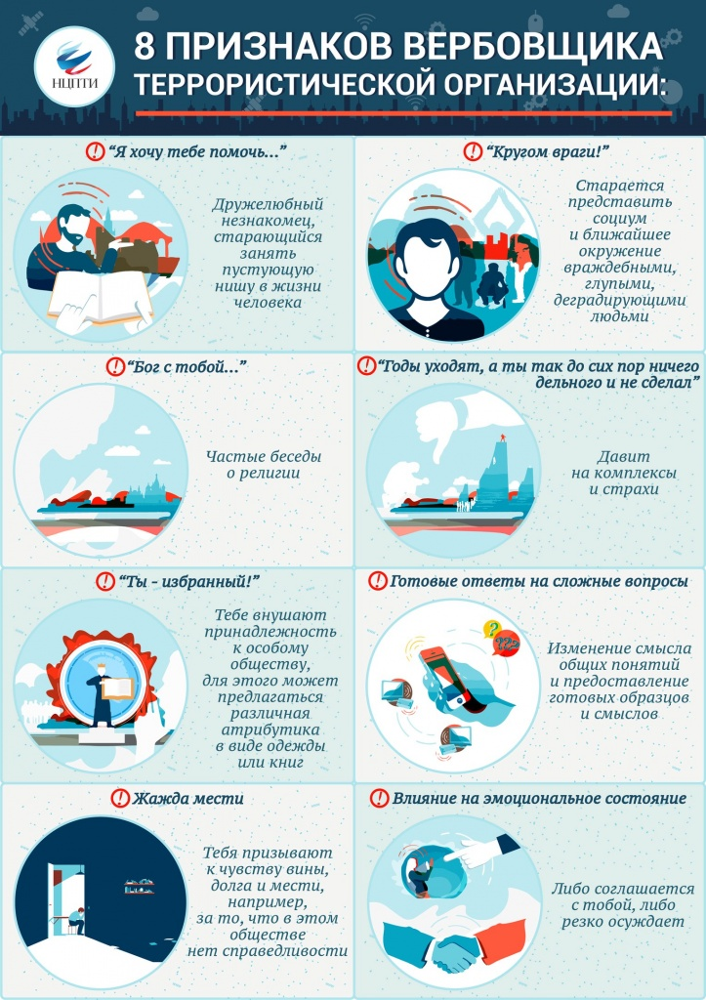 НЦПТИ
8 ПРИЗНАКОВ ВЕРБОВЩИКА
ТЕРРОРИСТИЧЕСКОЙ ОРГАНИЗАЦИИ:
“Я хочу тебе помочь...”
Дружелюбный
незнакомец,
старающийся
занять
пустующую
нишу в жизни
человека
“Кругом враги!”
Старается
представить
социум
и ближайшее
окружение
враждебными,
глупыми,
деградирующими
людьми
“Бог с тобой...”
Частые беседы
о религии
“Годы уходят, а ты так до сих пор ничего
дельного и не сделал”
Давит
на комплексы
и страхи
“Ты - избранный!”
Тебе внушают
принадлежность
к особому
обществу,
для этого может
предлагаться
различная
атрибутика
в виде одежды
или книг
Готовые ответы на сложные вопросы
Изменение смысла
общих понятий
и предоставление
готовых образцов
и смыслов
Жажда мести
Тебя призывают
к чувству вины,
долга и мести,
например,
за то, что в этом
обществе
нет справедливости
Влияние на эмоциональное состояние
Либо соглашается
с тобой, либо
резко осуждает